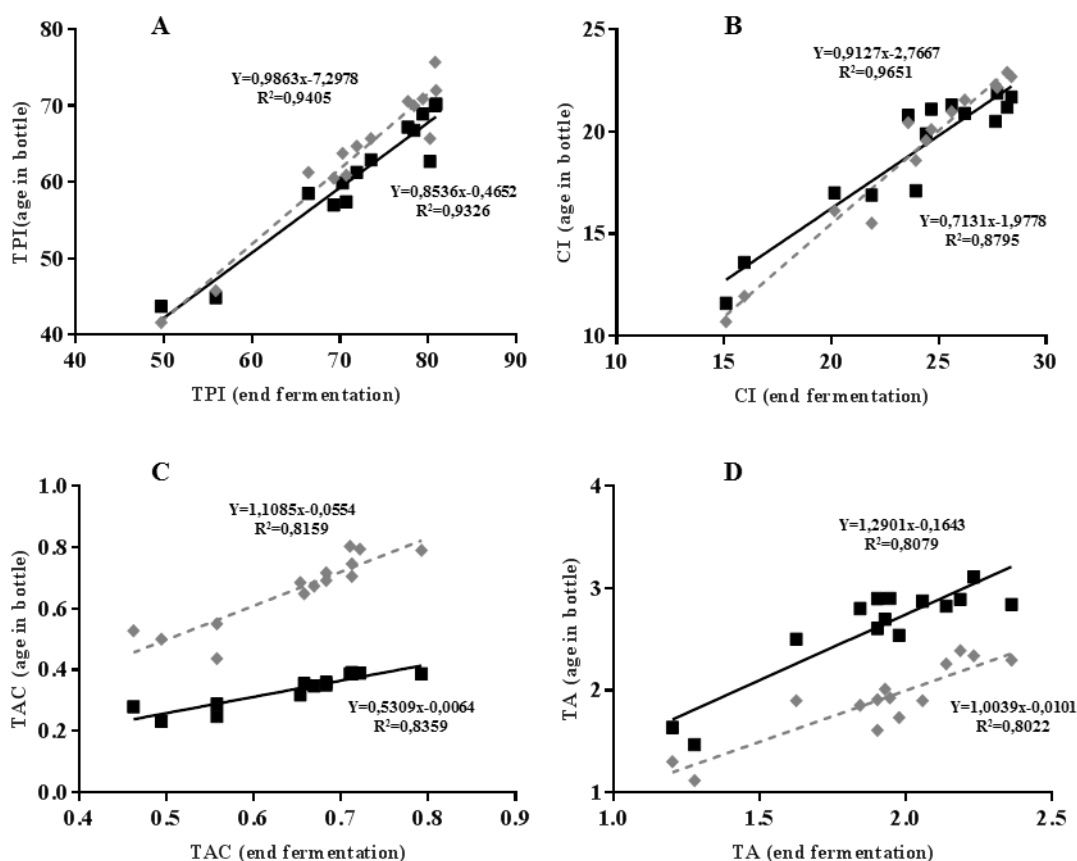 A
80
70
60
50
40
30
TPI(age in bottle)
Y=0,9863x-7,2978
R²=0,9405
Y=0,8536x-0,4652
R²=0,9326
40 50 60 70 80 90
TPI (end fermentation)
B
25
20
15
10
CI (age in bottle)
Y=0,9127x-2,7667
R²=0,9651
Y=0,7131x-1,9778
R²=0,8795
10 15 20 25 30
CI (end fermentation)
C
1.0
0.8
0.6
0.4
0.2
0.0
TAC (age in bottle)
Y=1,1085x-0,0554
R²=0,8159
Y=0,5309x-0,0064
R²=0,8359
0.4 0.5 0.6 0.7 0.8 0.9
TAC (end fermentation)
D
4
3
2
1
TA (age in bottle)
Y=1,2901x-0,1643
R²=0,8079
Y=1,0039x-0,0101
R²=0,8022
1.0 1.5 2.0 2.5
TA (end fermentation)